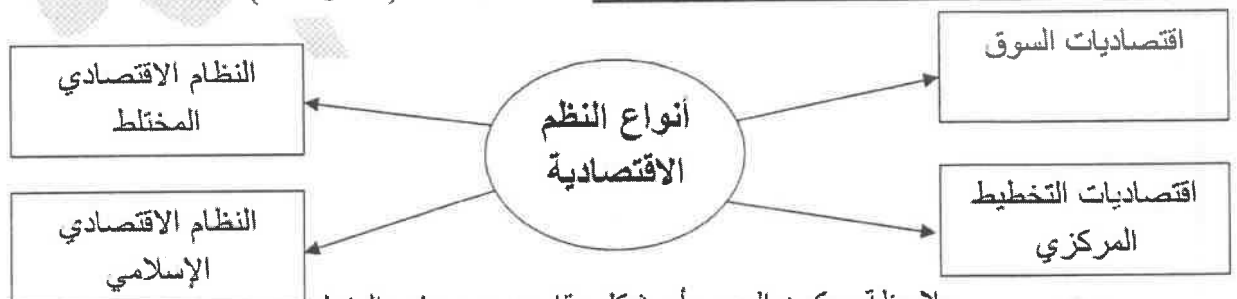 اقتصاديات السوق
النظام الاقتصادي
المختلط
أنواع النظم
الاقتصادية
اقتصاديات التخطيط
المركزي
النظام الاقتصادي
الإسلامي